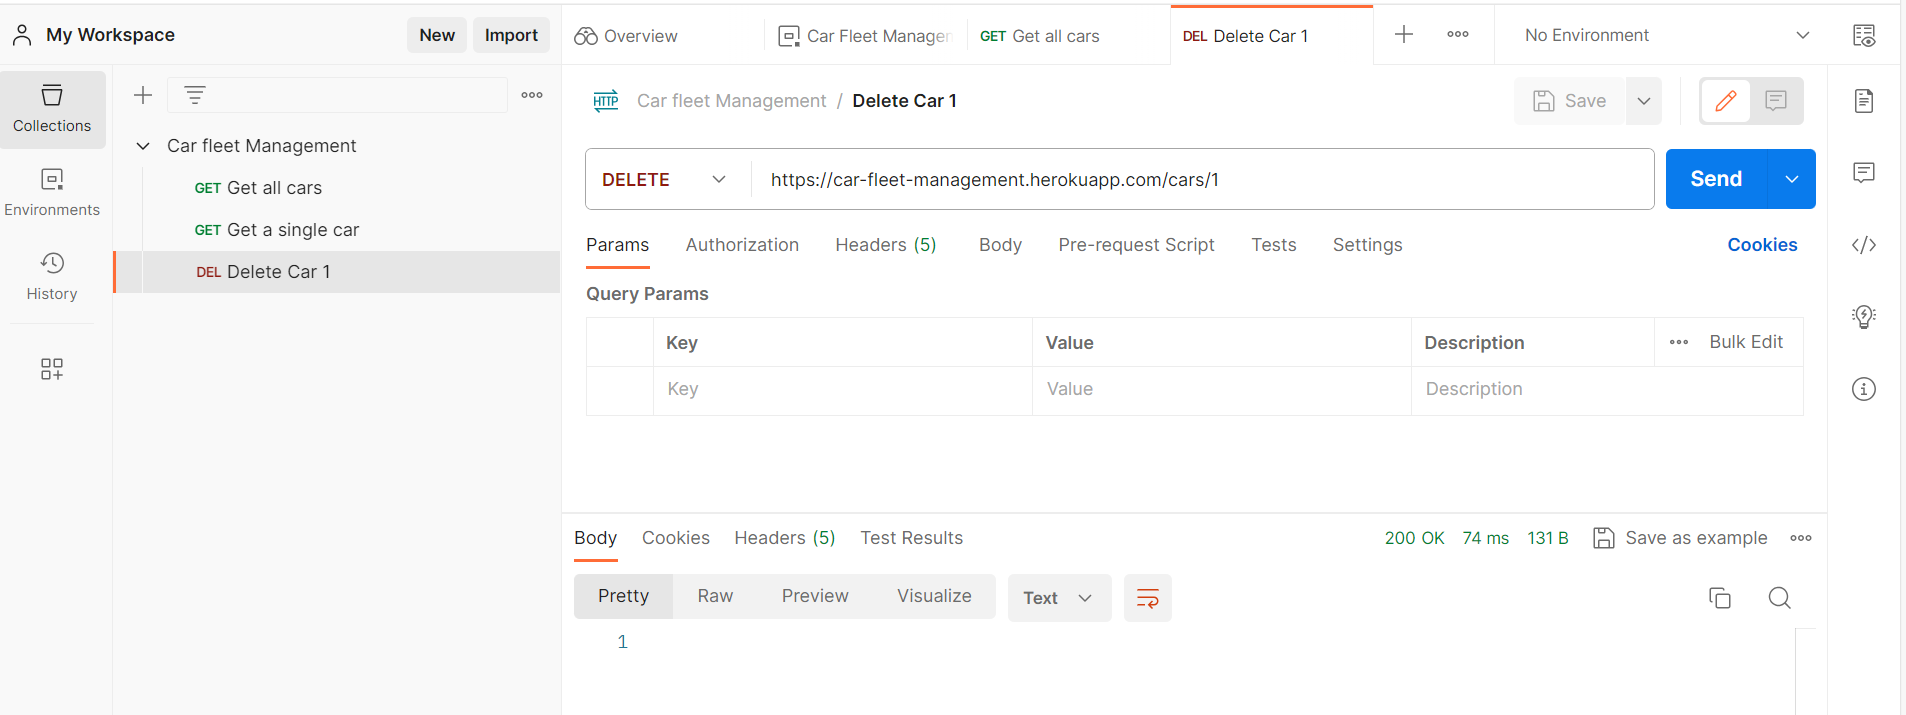 My Workspace
New
Import
Overview
Car Fleet Managen
GET Get all cars
DEL Delete Car 1
No Environment
Collections
Environments
History
Car fleet Management
GET Get all cars
GET Get a single car
DEL Delete Car 1
HTTP
Car fleet Management / Delete Car 1
Save
DELETE
https://car-fleet-management.herokuapp.com/cars/1
Send
Params
Authorization
Headers (5)
Body
Pre-request Script
Tests
Settings
Cookies
Query Params
Key
Value
Description
Bulk Edit
Key
Value
Description
Body
Cookies
Headers (5)
Test Results
200 OK
74 ms
131 B
Save as example
Pretty
Raw
Preview
Visualize
Text
1